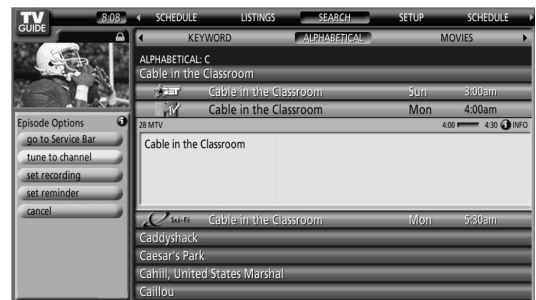 TV GUIDE 8:08 SCHEDULE LISTINGS SEARCH SETUP SCHEDULE
KEYWORD ALPHABETICAL MOVIES
ALPHABETICAL: C
Cable in the Classroom
BET Cable in the Classroom Sun 3:00am
MTV Cable in the Classroom Mon 4:00am
28 MTV 4:00 4:30 i INFO
Cable in the Classroom
Episode Options i
go to Service Bar
tune to channel
set recording
set reminder
cancel
Sci-Fi Cable in the Classroom Mon 5:30am
Caddyshack
Caesar's Park
Cahill, United States Marshal
Caillou